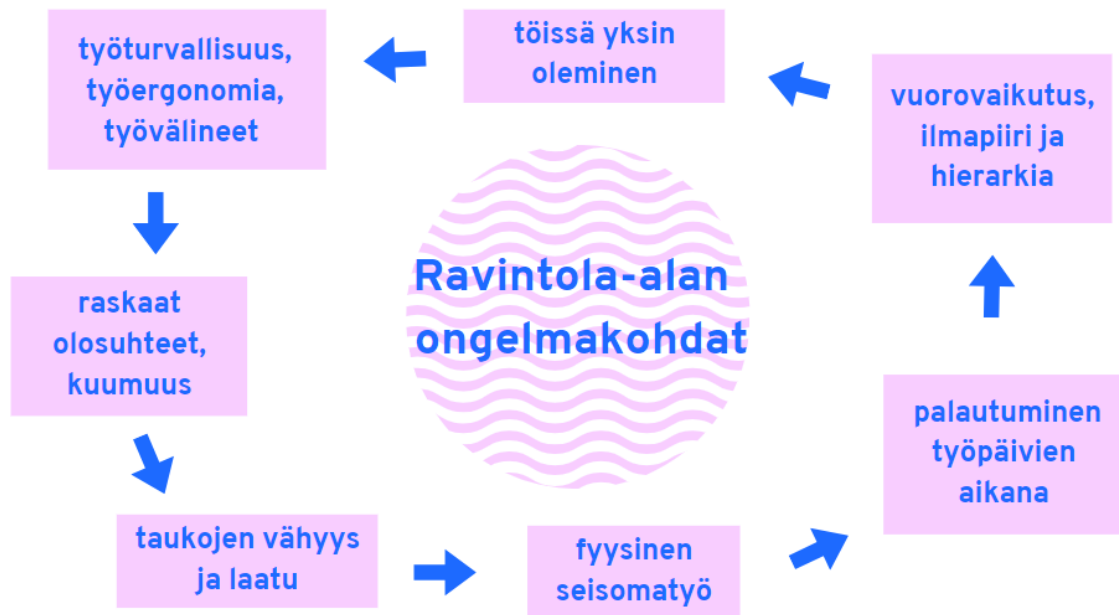 työturvallisuus,
työergonomia,
työvälineet
töissä yksin
oleminen
vuorovaikutus,
ilmapiiri ja
hierarkia
Ravintola-alan
ongelmakohdat
raskaat
olosuhteet,
kuumuus
palautuminen
työpäivien
aikana
taukojen vähyys
ja laatu
fyysinen
seisomatyö